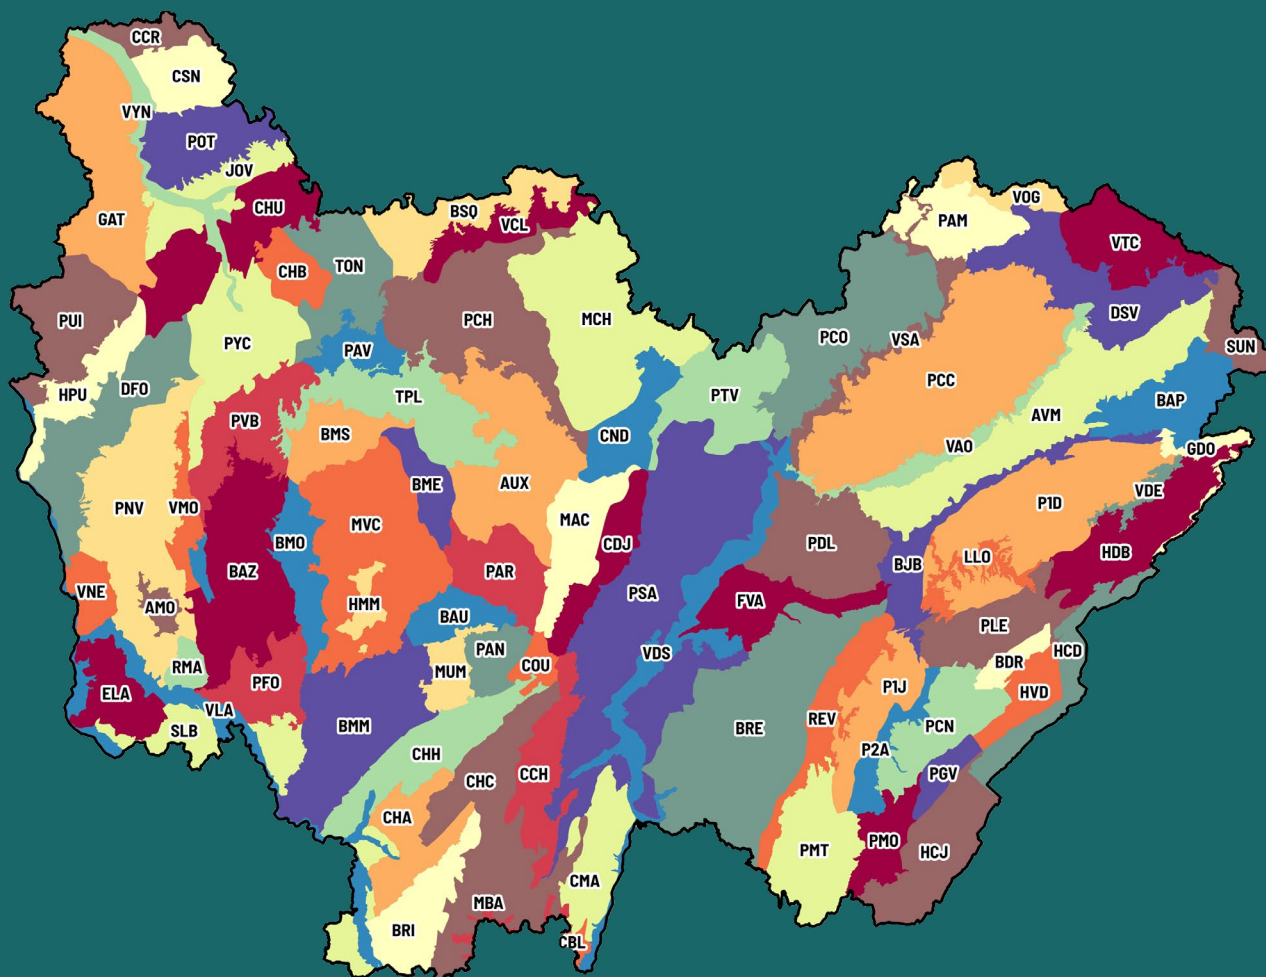 CCR
CSN
VYN
POT
JOV
GAT
CHU
BSQ
VCL
VOG
PAM
VTC
CHB
TON
PUI
PYC
PCH
MCH
PCO
VSA
DSV
SUN
PAV
HPU
DFO
TPL
PTV
PCC
AVM
BAP
PVB
BMS
CND
VAO
GDO
PNV
VMO
BME
AUX
MAC
P1D
VDE
MVC
BMO
CDJ
PDL
LLO
HDB
BAZ
PAR
PSA
FVA
BJB
VNE
AMO
HMM
BAU
PLE
RMA
PAN
COU
VDS
HCD
BDR
ELA
PFO
MUM
P1J
HVD
SLB
VLA
BMM
BRE
REV
PCN
CHH
P2A
CHC
CCH
PGV
CHA
PMT
PMO
HCJ
CMA
MBA
BRI
CBL